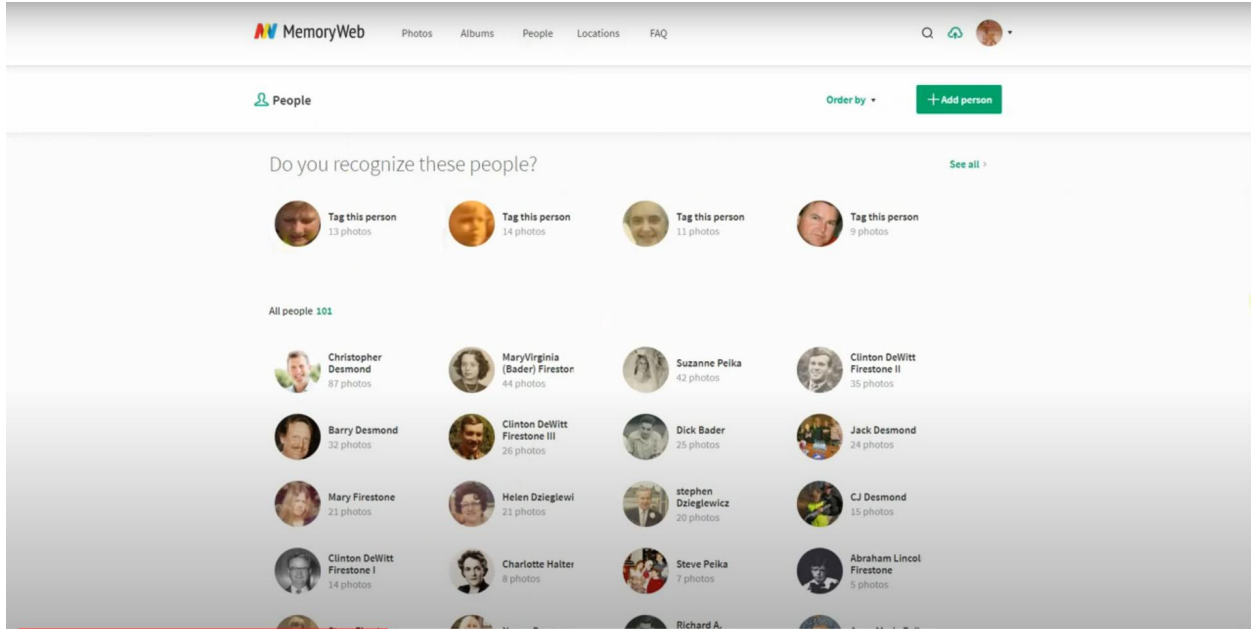 MemoryWeb
Photos Albums People Locations FAQ
People
Order by
Add person
Do you recognize these people?
See all
Tag this person
13 photos
Tag this person
14 photos
Tag this person
11 photos
Tag this person
9 photos
All people 101
Christopher
Desmond
87 photos
MaryVirginia
(Bader) Fireston
44 photos
Suzanne Peika
42 photos
Clinton DeWitt
Firestone II
35 photos
Barry Desmond
32 photos
Clinton DeWitt
Firestone III
26 photos
Dick Bader
25 photos
Jack Desmond
24 photos
Mary Firestone
21 photos
Helen Dzieglewi
21 photos
stephen
Dzieglewicz
20 photos
CJ Desmond
15 photos
Clinton DeWitt
Firestone I
14 photos
Charlotte Halter
8 photos
Steve Peika
7 photos
Abraham Lincol
Firestone
5 photos
Richard A.